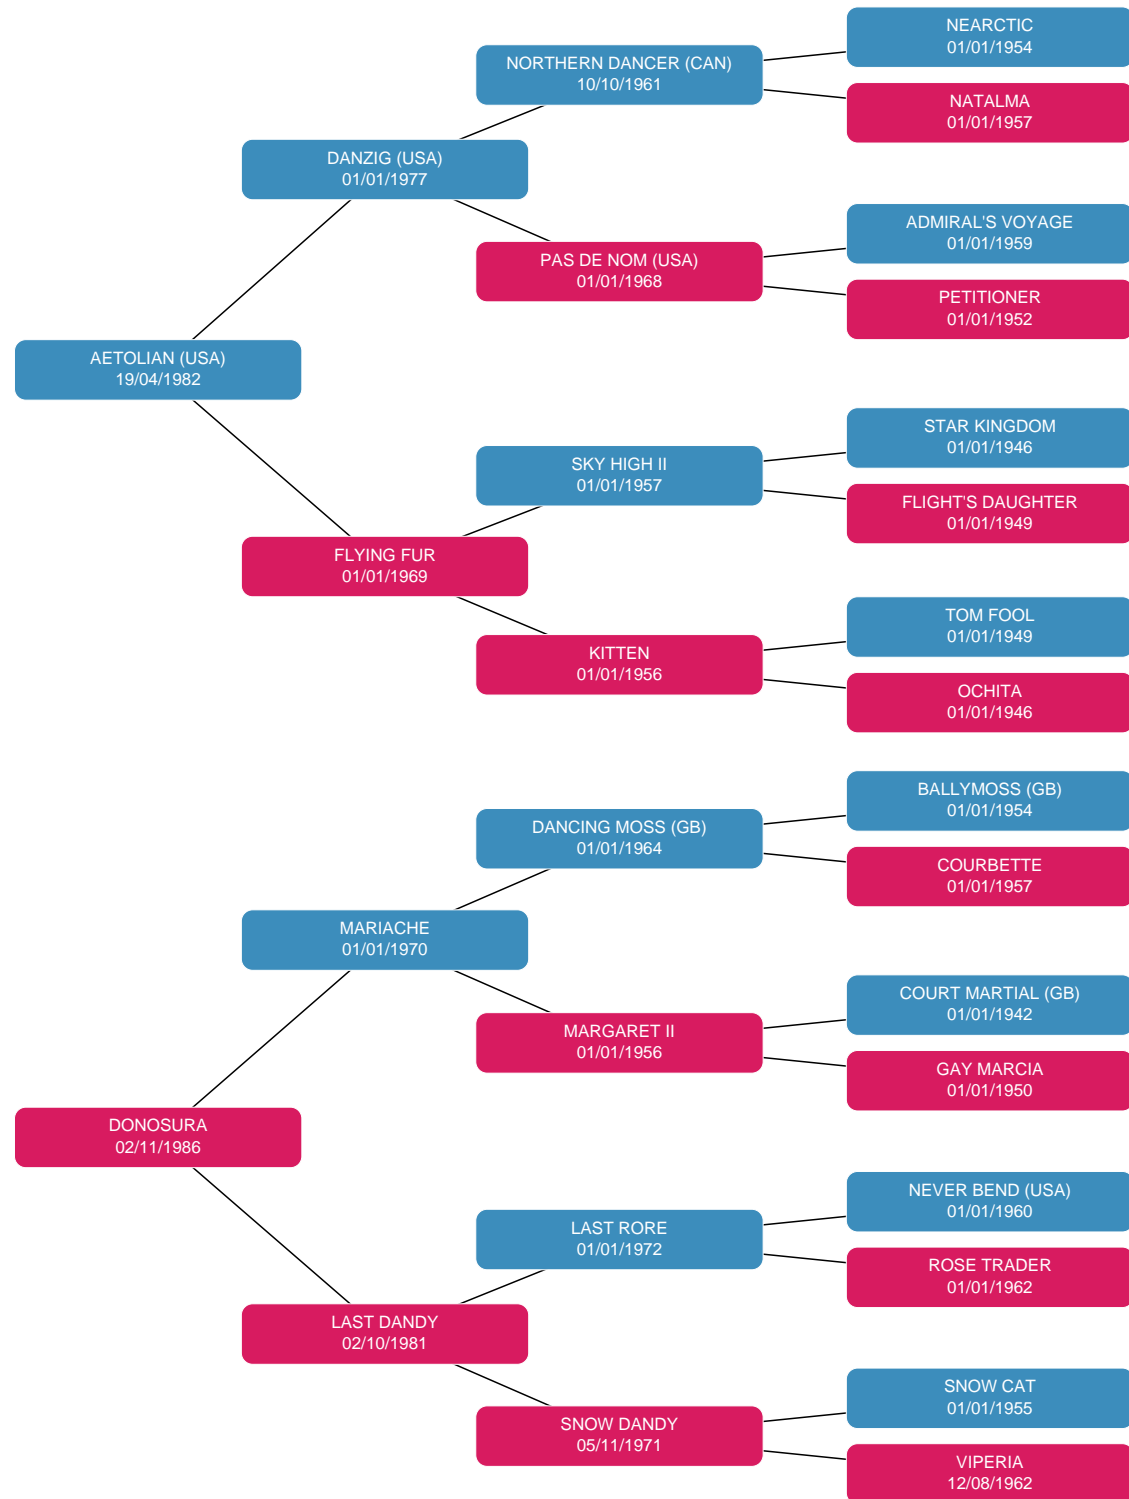 NEARCTIC
01/01/1954
NORTHERN DANCER (CAN)
10/10/1961
NATALMA
01/01/1957
DANZIG (USA)
01/01/1977
ADMIRAL'S VOYAGE
01/01/1959
PAS DE NOM (USA)
01/01/1968
PETITIONER
01/01/1952
AETOLIAN (USA)
19/04/1982
STAR KINGDOM
01/01/1946
SKY HIGH II
01/01/1957
FLIGHT'S DAUGHTER
01/01/1949
FLYING FUR
01/01/1969
TOM FOOL
01/01/1949
KITTEN
01/01/1956
OCHITA
01/01/1946
BALLYMOSS (GB)
01/01/1954
DANCING MOSS (GB)
01/01/1964
COURBETTE
01/01/1957
MARIACHE
01/01/1970
COURT MARTIAL (GB)
01/01/1942
MARGARET II
01/01/1956
GAY MARCIA
01/01/1950
DONOSURA
02/11/1986
NEVER BEND (USA)
01/01/1960
LAST RORE
01/01/1972
ROSE TRADER
01/01/1962
LAST DANDY
02/10/1981
SNOW CAT
01/01/1955
SNOW DANDY
05/11/1971
VIPERIA
12/08/1962